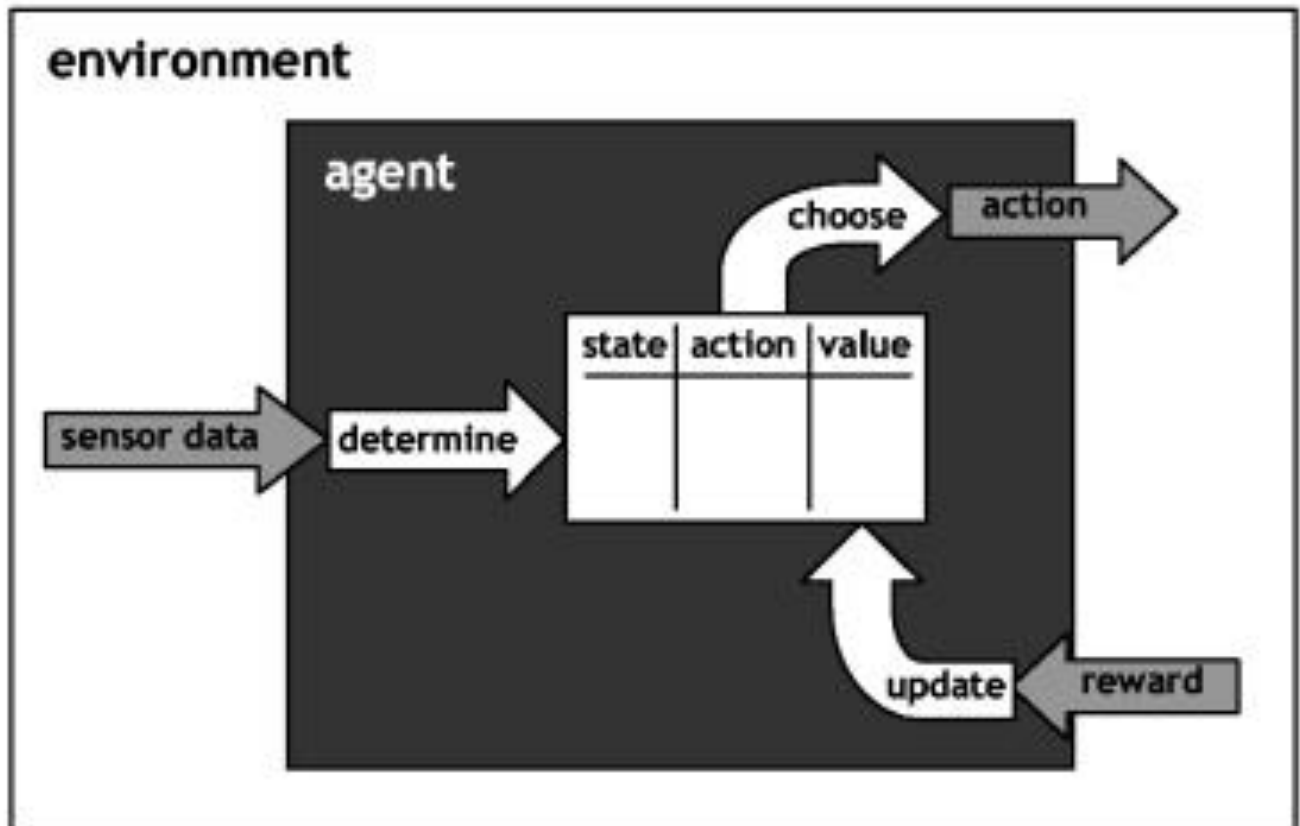 environment
agent
choose
action
state action value
sensor data
determine
update
reward